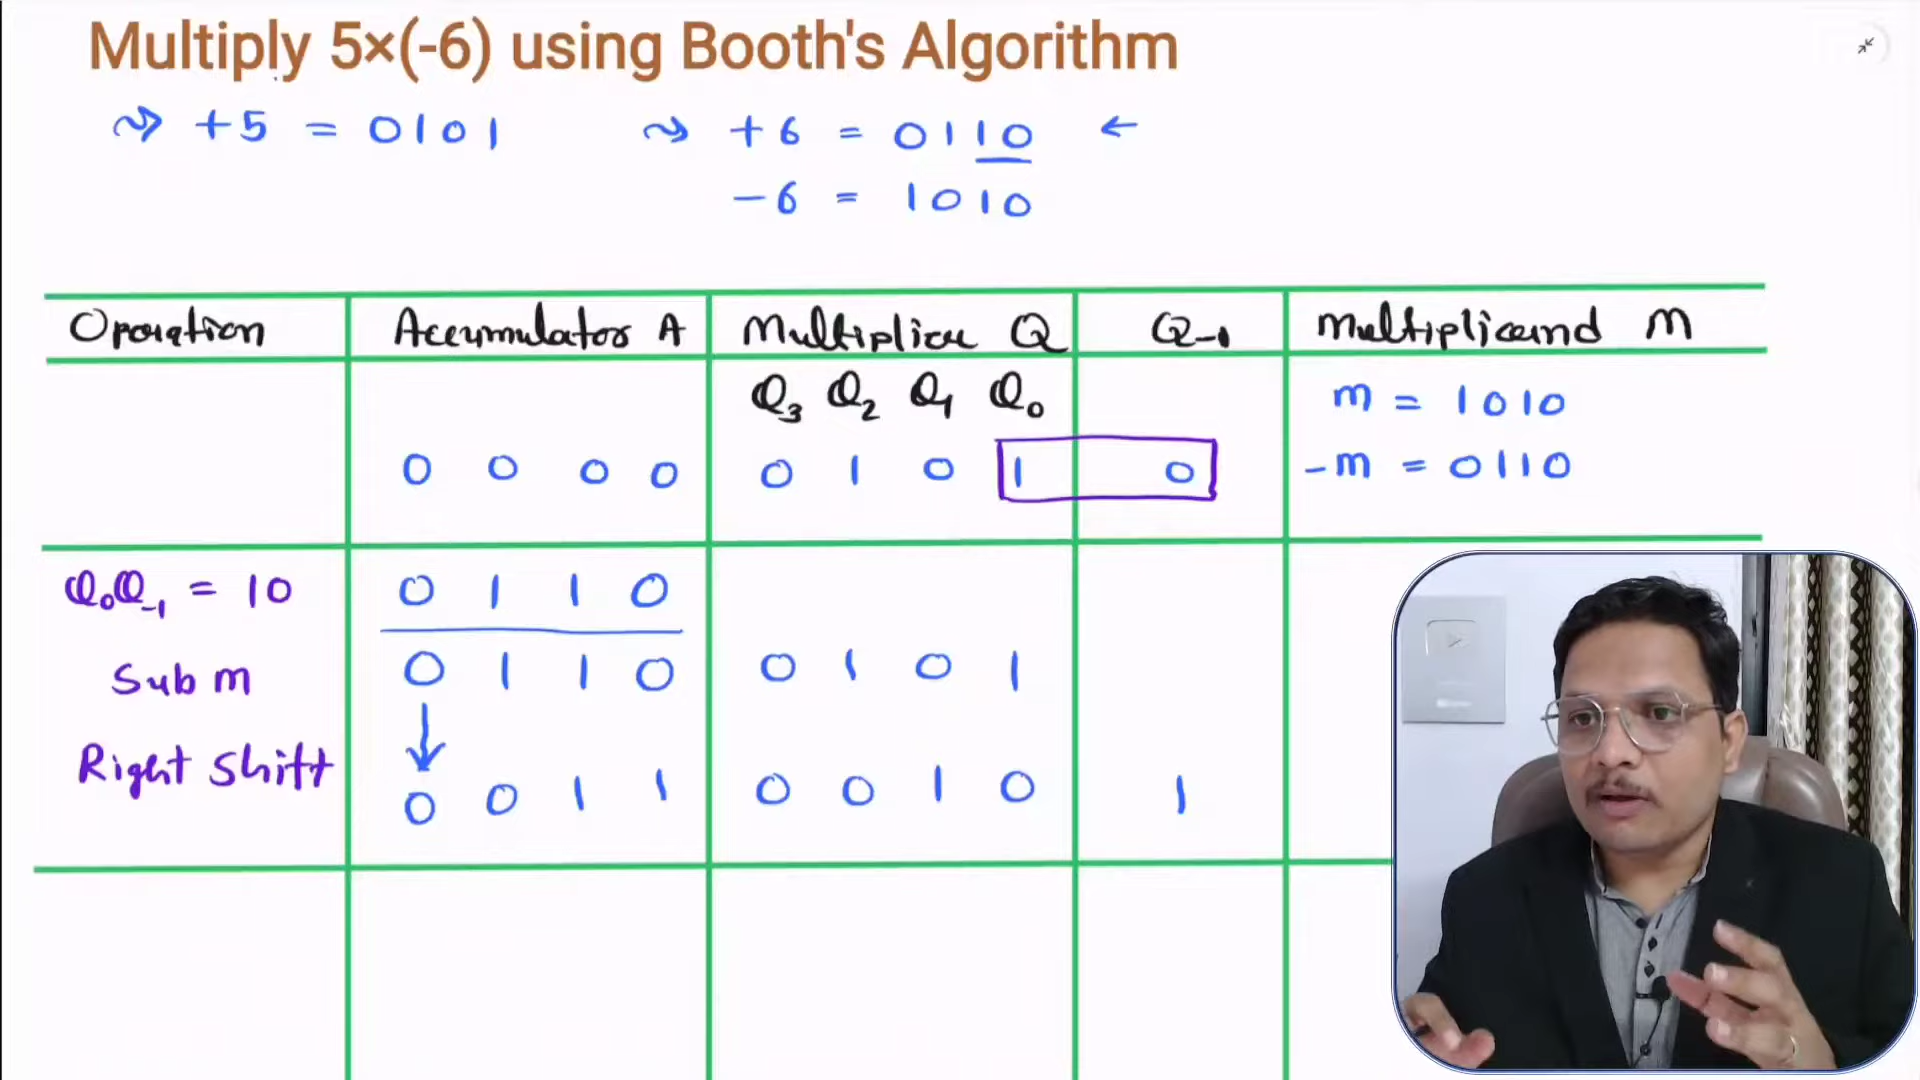 Multiply 5×(-6) using Booth's Algorithm
+5 = 0101
+6 = 0110
-6 = 1010
Operation Accumulator A Multiplier Q Q-1 Multiplicand M
Q3 Q2 Q1 Q0
m = 1010
0 0 0 0 0 1 0 1 0
-m = 0110
Q0Q-1 = 10 0 1 1 0
Sub m 0 1 1 0 0 1 0 1
Right Shift 0 0 1 1 0 0 1 0 1